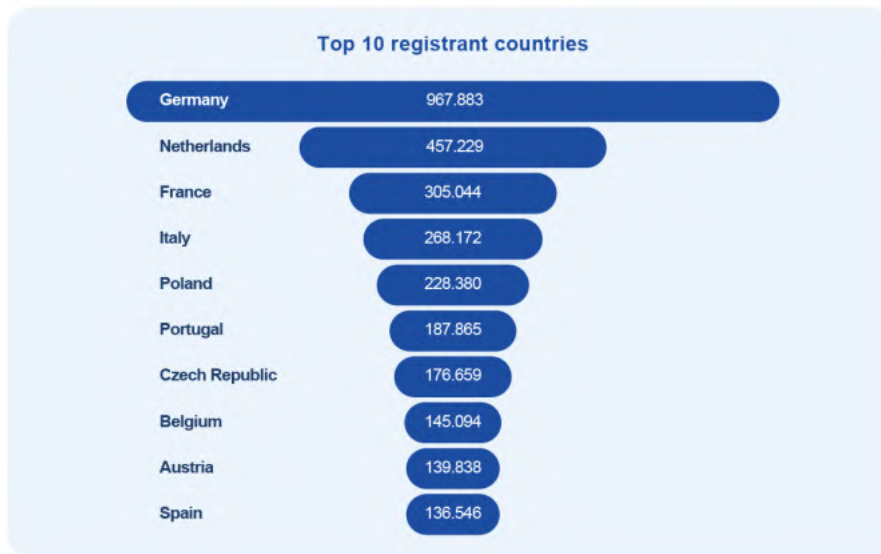 Top 10 registrant countries
Germany 967.883
Netherlands 457.229
France 305.044
Italy 268.172
Poland 228.380
Portugal 187.865
Czech Republic 176.659
Belgium 145.094
Austria 139.838
Spain 136.546